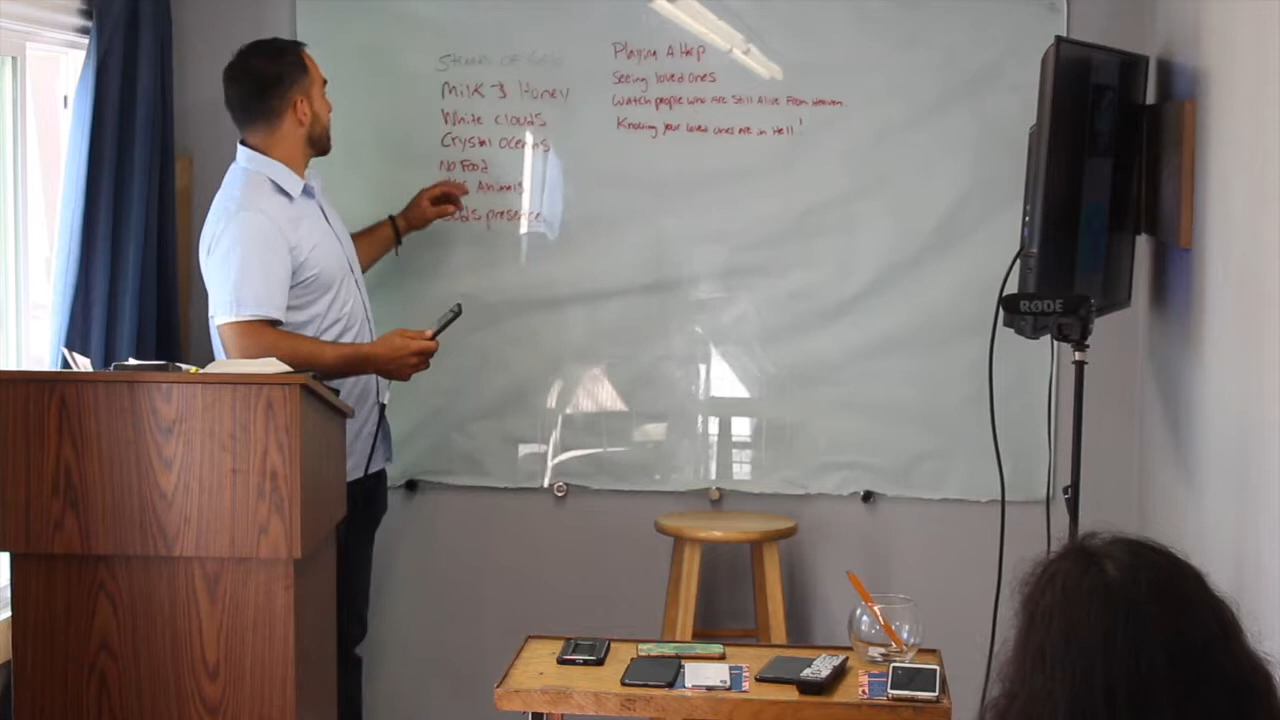 Streets OF Gold
Milk & Honey
White clouds
Crystal Oceans
No Food
Animals
Gods presence
Playing A Harp
Seeing loved Ones
Watch people who Are Still Alive From Heaven.
Knowing your loved ones are in Hell!
RØDE